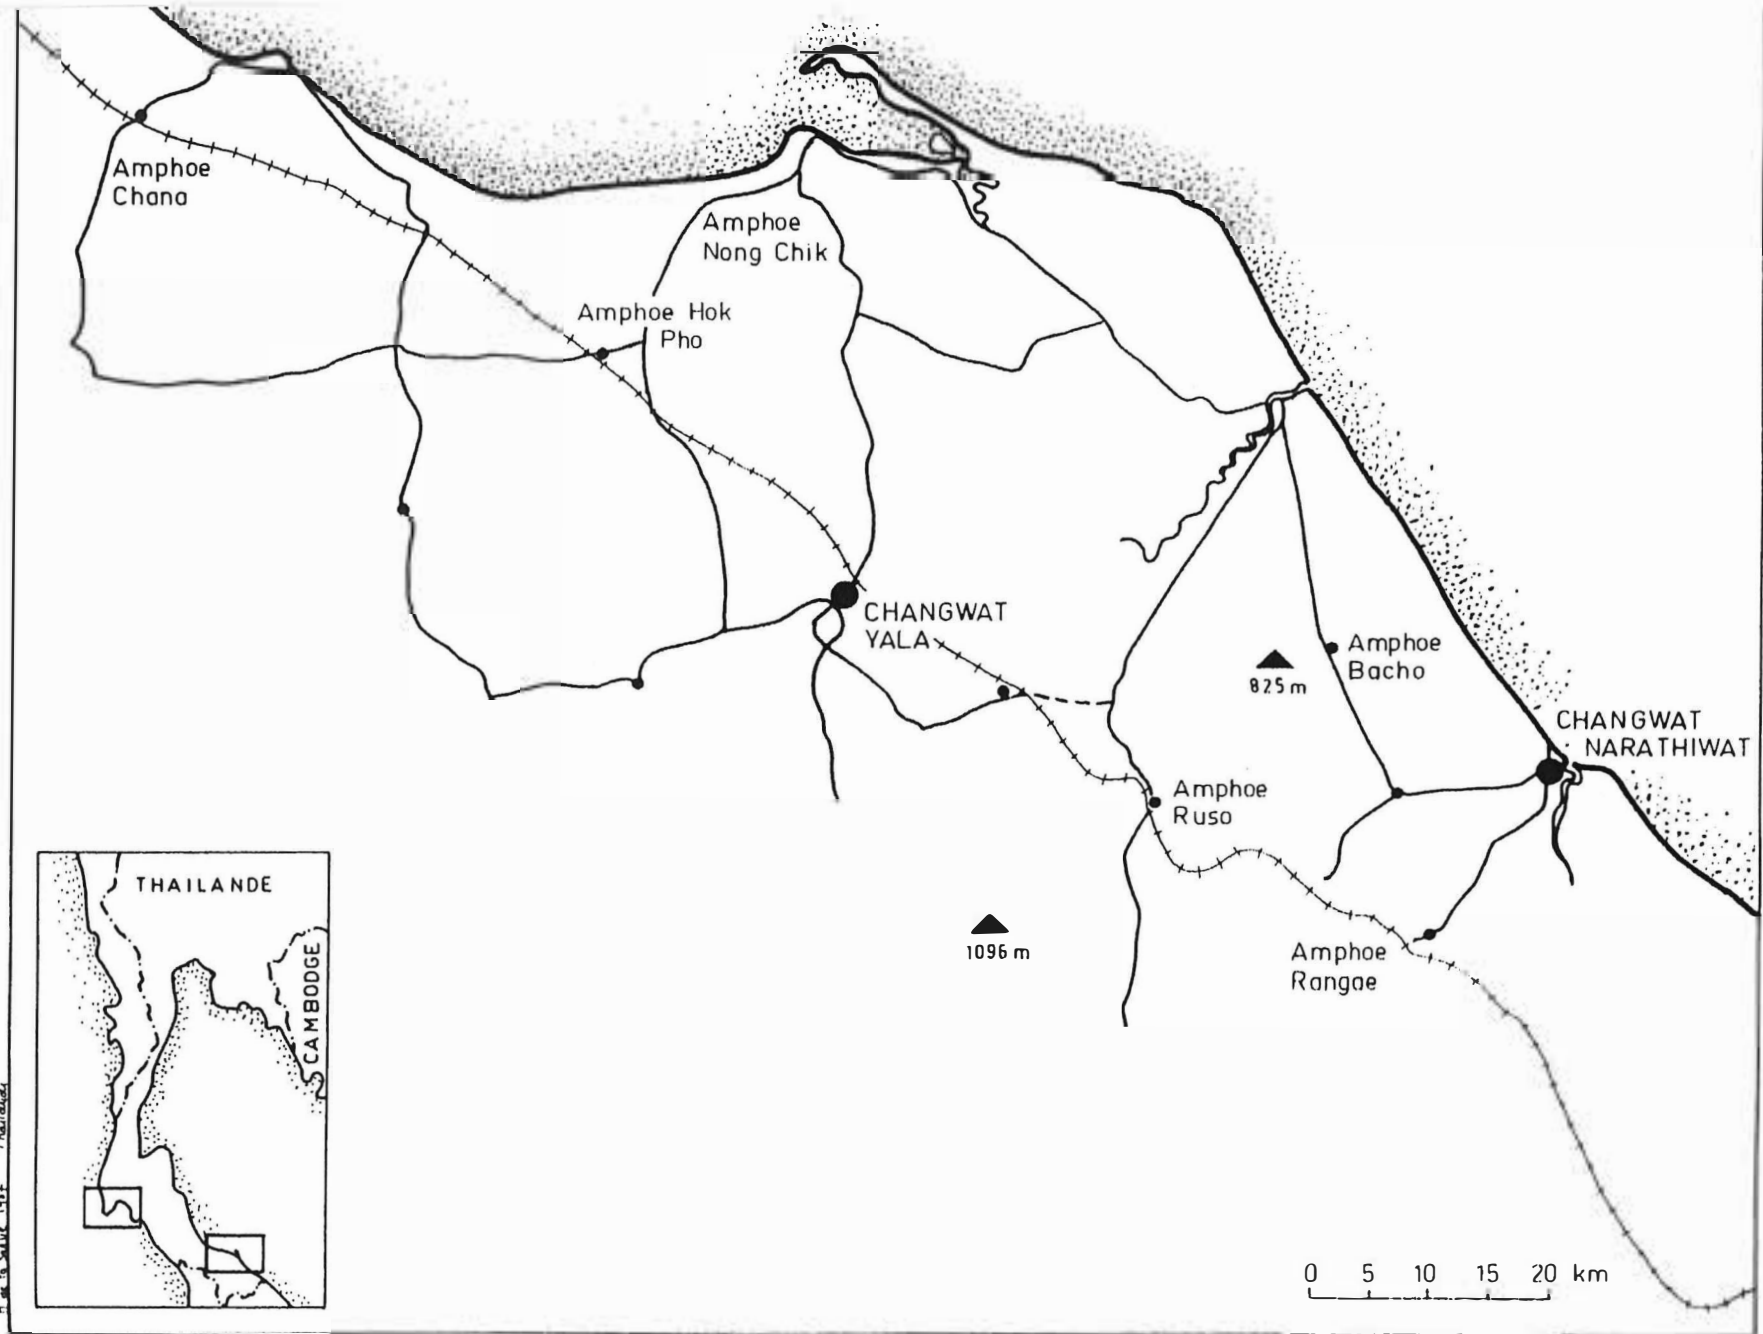 Amphoe
Chana
Amphoe
Nong Chik
Amphoe Hok
Pho
CHANGWAT
YALA
Amphoe
Bacho
825 m
CHANGWAT
NARATHIWAT
Amphoe
Ruso
1096 m
Amphoe
Rangae
THAILANDE
CAMBODGE
0 5 10 15 20 km